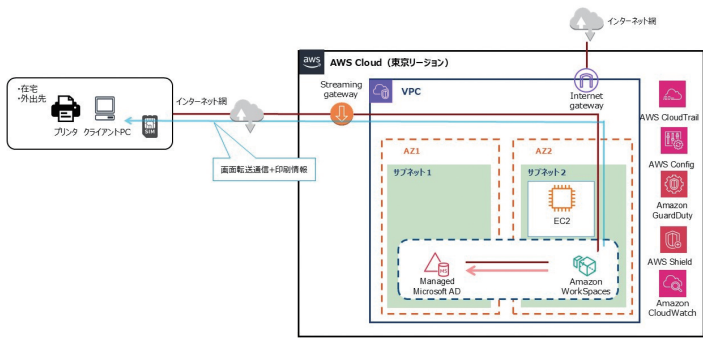 インターネット網
aws
AWS Cloud（東京リージョン）
・在宅
・外出先
プリンタ
クライアントPC
SIM
インターネット網
Streaming
gateway
VPC
Internet
gateway
AWS CloudTrail
画面転送通信+印刷情報
AZ1
AZ2
サブネット1
サブネット2
EC2
AWS Config
Amazon
GuardDuty
AWS Shield
MS
Managed
Microsoft AD
Amazon
WorkSpaces
Amazon
CloudWatch